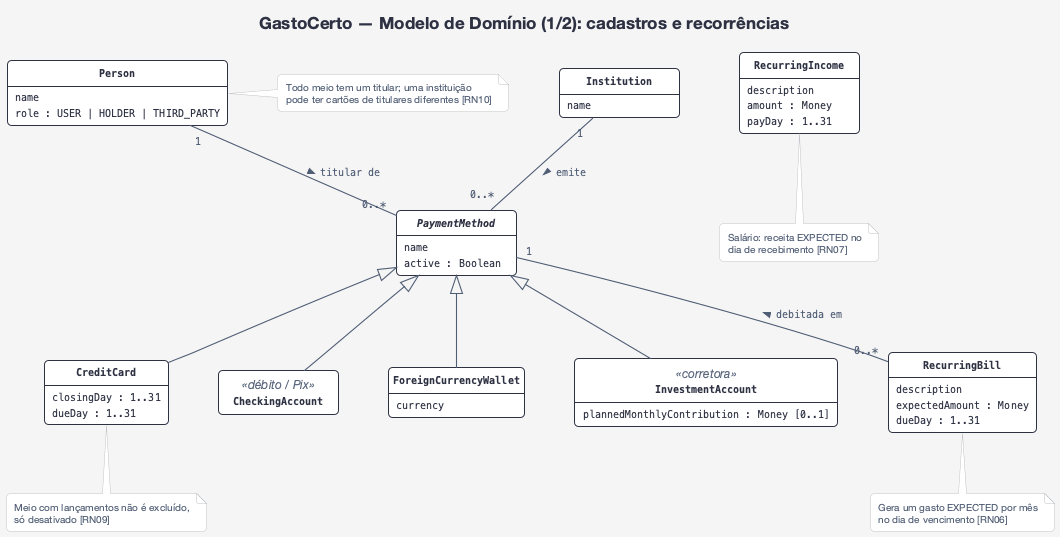 GastoCerto — Modelo de Domínio (1/2): cadastros e recorrências
Person
name
role : USER | HOLDER | THIRD_PARTY
Todo meio tem um titular; uma instituição
pode ter cartões de titulares diferentes [RN10]
Institution
name
RecurringIncome
description
amount : Money
payDay : 1..31
1
titular de
0..*
1
emite
0..*
PaymentMethod
name
active : Boolean
1
Salário: receita EXPECTED no
dia de recebimento [RN07]
debitada em
0..*
CreditCard
closingDay : 1..31
dueDay : 1..31
«débito / Pix»
CheckingAccount
ForeignCurrencyWallet
currency
«corretora»
InvestmentAccount
plannedMonthlyContribution : Money [0..1]
RecurringBill
description
expectedAmount : Money
dueDay : 1..31
Meio com lançamentos não é excluído,
só desativado [RN09]
Gera um gasto EXPECTED por mês
no dia de vencimento [RN06]